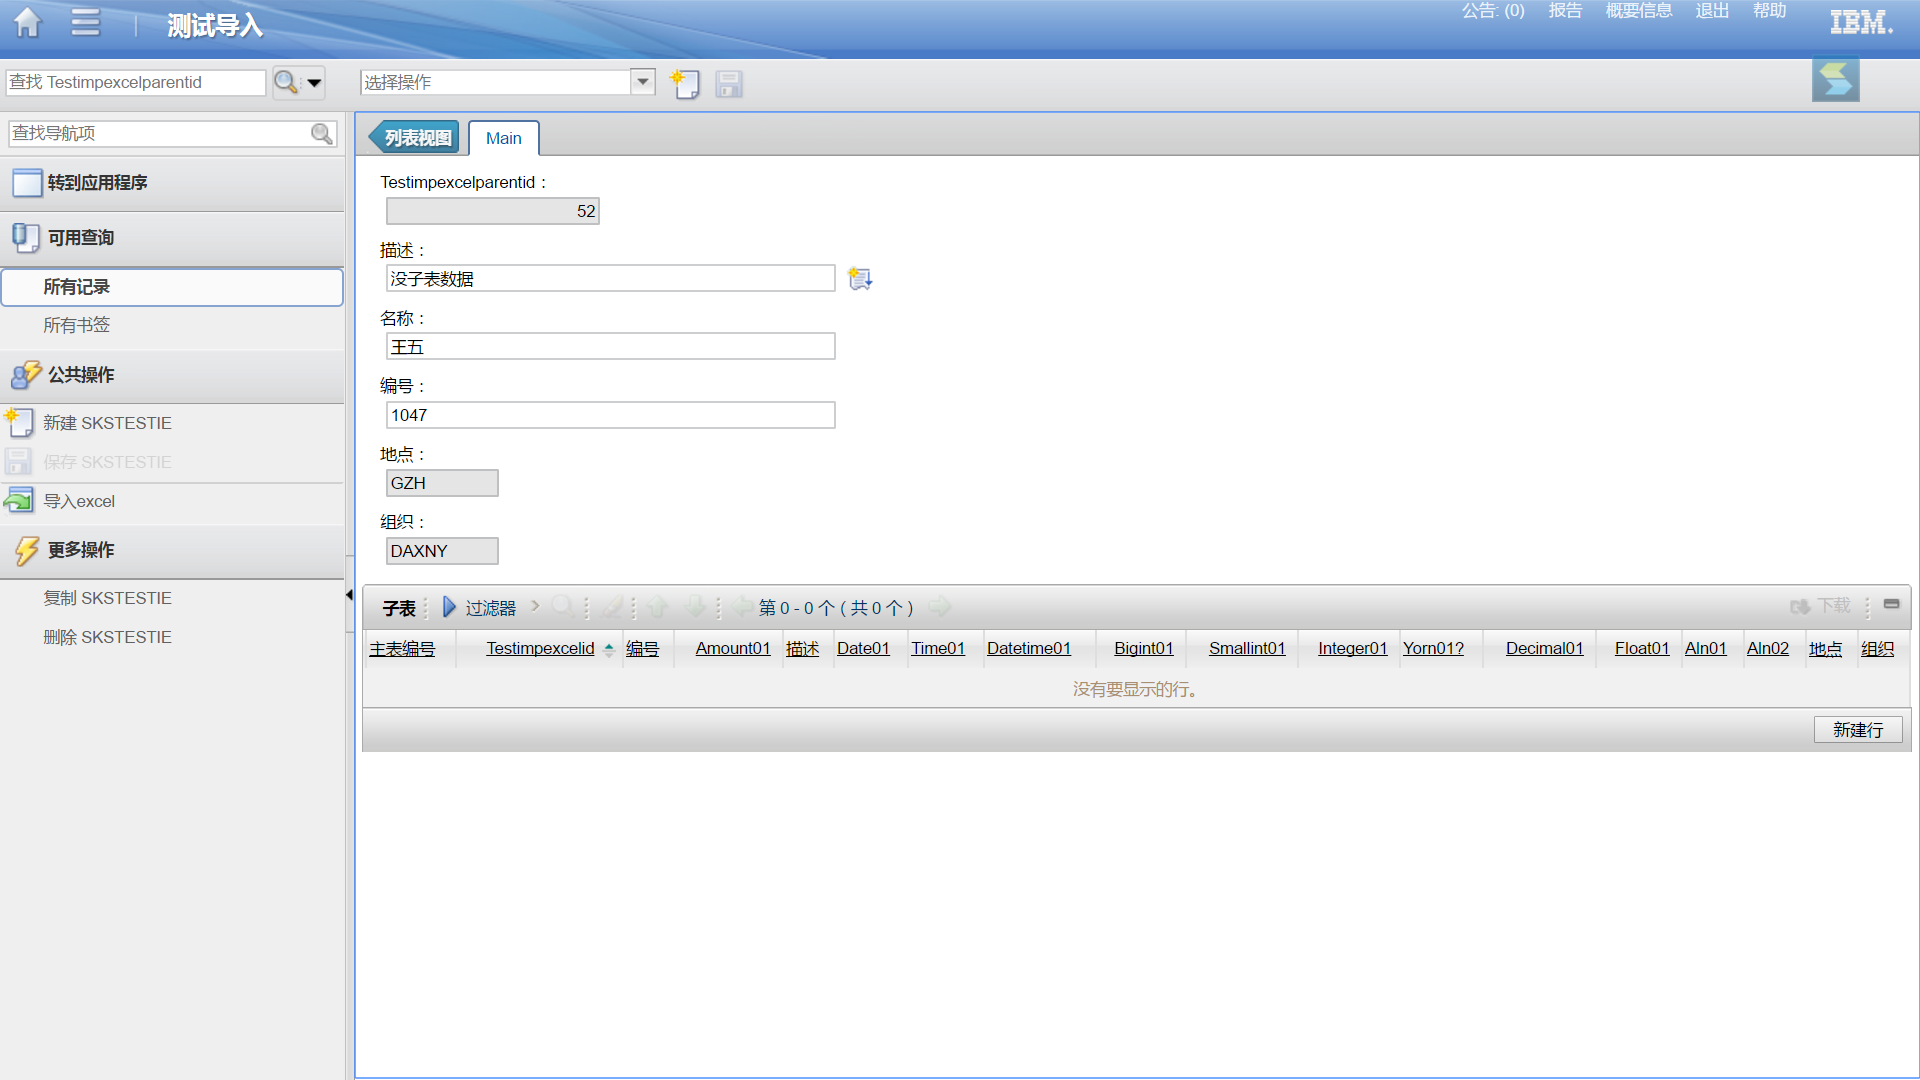 测试导入
公告: (0) 报告 概要信息 退出 帮助
IBM.
查找 Testimpexcelparentid
选择操作
查找导航项
转到应用程序
可用查询
所有记录
所有书签
公共操作
新建 SKSTESTIE
保存 SKSTESTIE
导入excel
更多操作
复制 SKSTESTIE
删除 SKSTESTIE
列表视图 Main
Testimpexcelparentid：
52
描述：
没子表数据
名称：
王五
编号：
1047
地点：
GZH
组织：
DAXNY
子表 过滤器 第 0 - 0 个 ( 共 0 个 ) 下载
主表编号 Testimpexcelid 编号 Amount01 描述 Date01 Time01 Datetime01 Bigint01 Smallint01 Integer01 Yorn01? Decimal01 Float01 Aln01 Aln02 地点 组织
没有要显示的行。
新建行